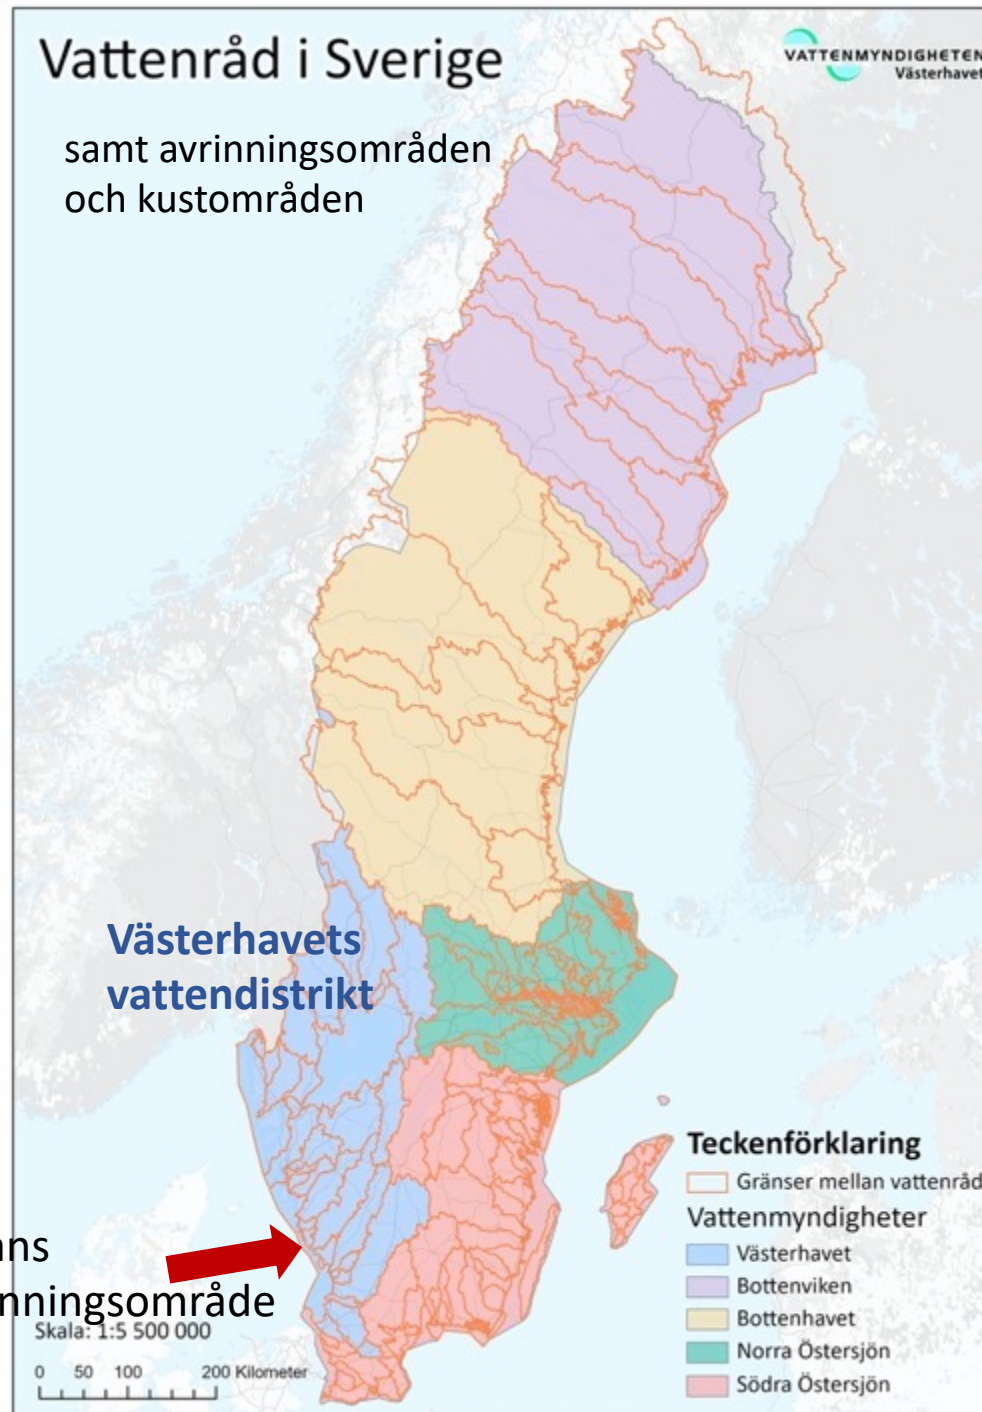 Vattenråd i Sverige
VATTENMYNDIGHETEN
Västerhavet
samt avrinningsområden
och kustområden
Västerhavets
vattendistrikt
Teckenförklaring
Gränser mellan vattenråd
Vattenmyndigheter
Västerhavet
Bottenviken
Bottenhavet
Norra Östersjön
Södra Östersjön
ns
nningsområde
Skala: 1:5 500 000
0 50 100 200 Kilometer